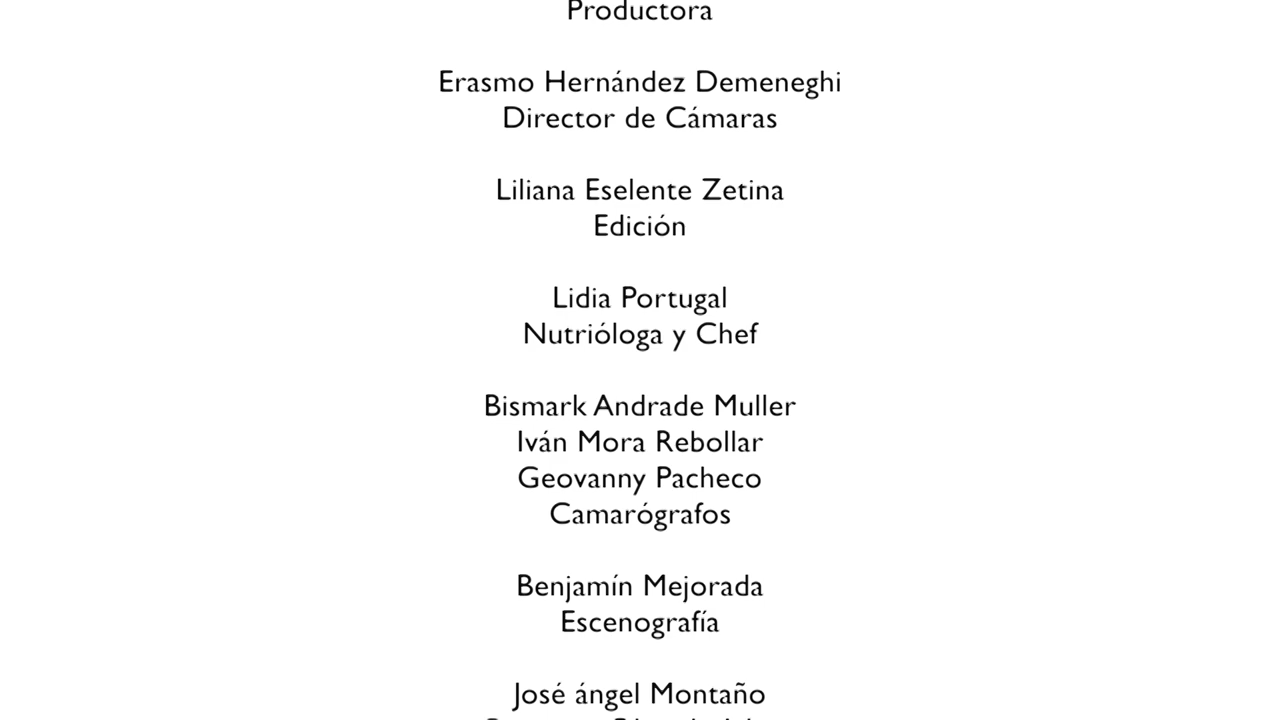 Productora
Erasmo Hernández Demeneghi
Director de Cámaras
Liliana Eselente Zetina
Edición
Lidia Portugal
Nutrióloga y Chef
Bismark Andrade Muller
Iván Mora Rebollar
Geovanny Pacheco
Camarógrafos
Benjamín Mejorada
Escenografía
José ángel Montaño